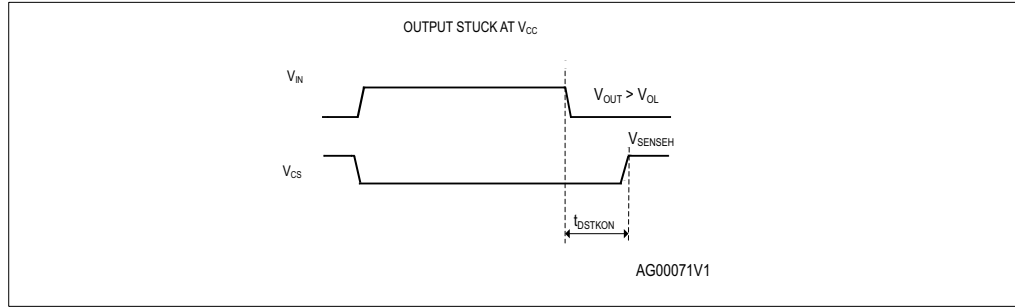 OUTPUT STUCK AT VCC
VIN
VOUT > VOL
VSENSEH
VCS
tDSTKON
AG00071V1